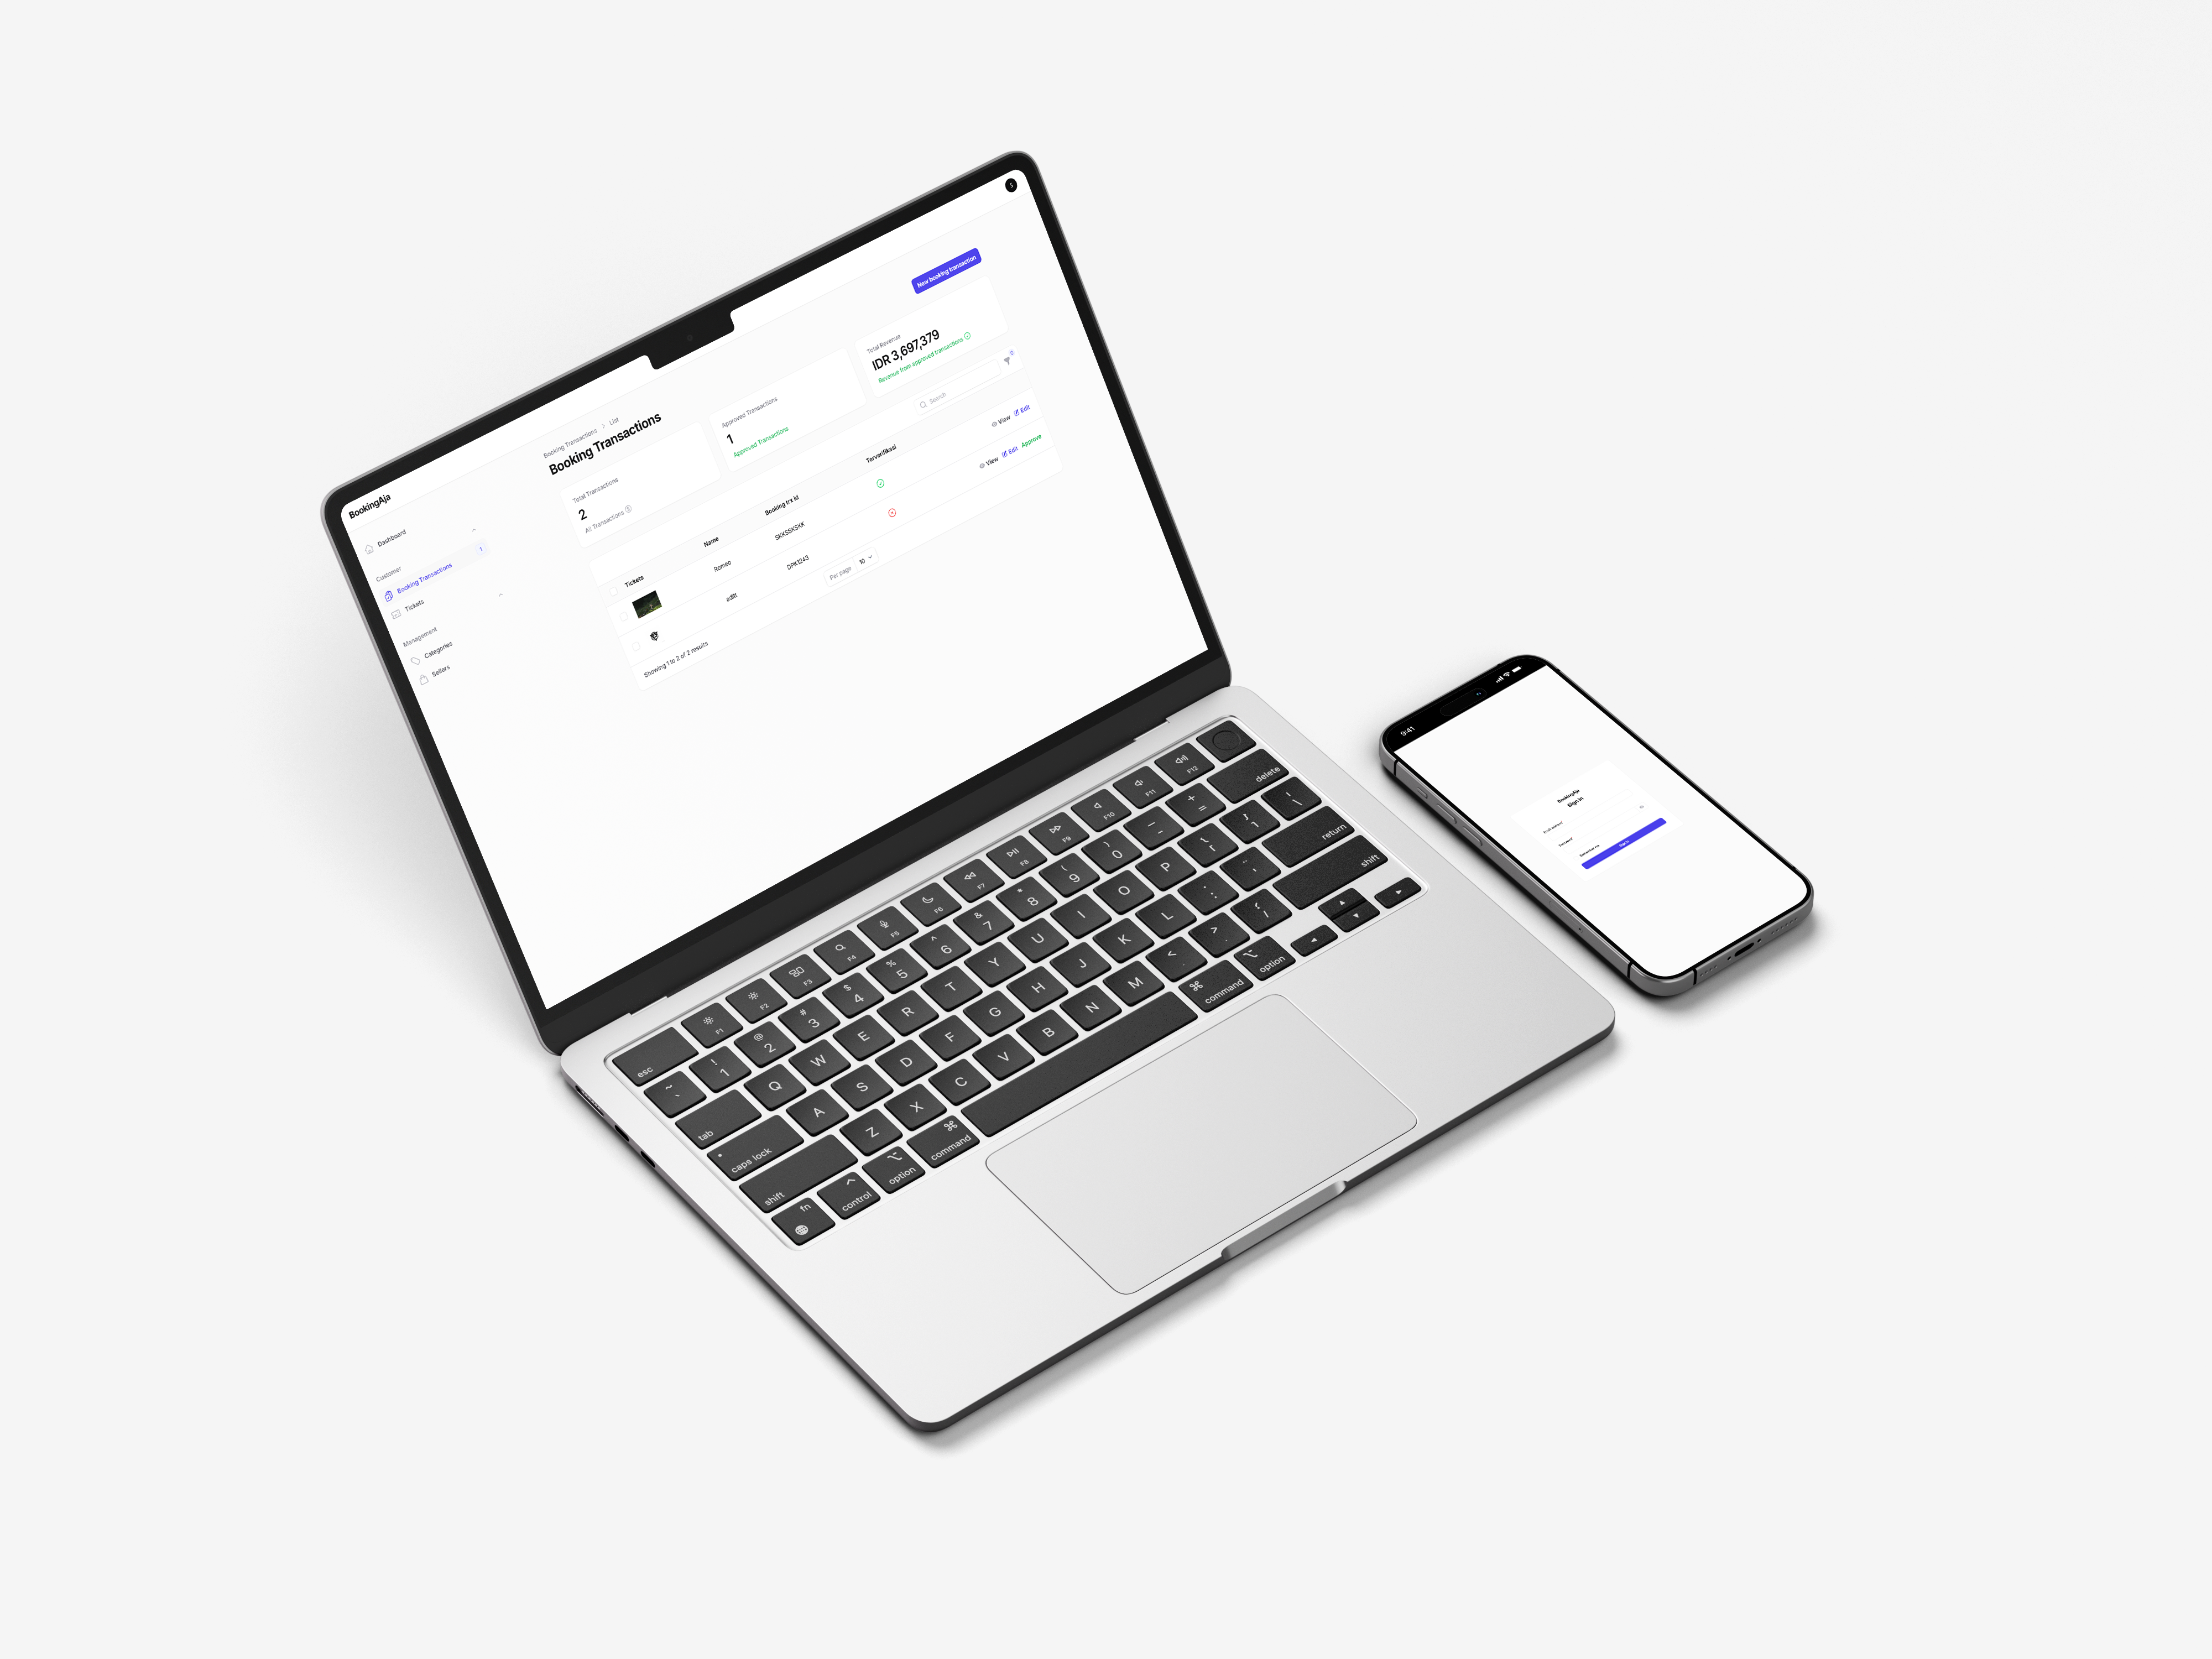 BookingAja
Dashboard
Customer
Booking Transactions
1
Tickets
Management
Categories
Sellers
Booking Transactions > List
Booking Transactions
New booking transaction
Total Transactions
2
All Transactions
Approved Transactions
1
Approved Transactions
Total Revenue
IDR 3,697,379
Revenue from approved transactions
Search
0
Tickets Name Booking trx id Terverifikasi
Romeo SKKSSKSKK View Edit
aditt DPK1243 View Edit Approve
Showing 1 to 2 of 2 results
Per page 10
9:41
BookingAja
Sign in
Email address
Password
Remember me
Sign in
esc F1 F2 F3 F4 F5 F6 F7 F8 F9 F10 F11 F12
~ ` ! 1 @ 2 # 3 $ 4 % 5 ^ 6 & 7 * 8 ( 9 ) 0 _ - + = delete
tab Q W E R T Y U I O P
caps lock A S D F G H J K L return
shift Z X C V B N M shift
fn control option command command option